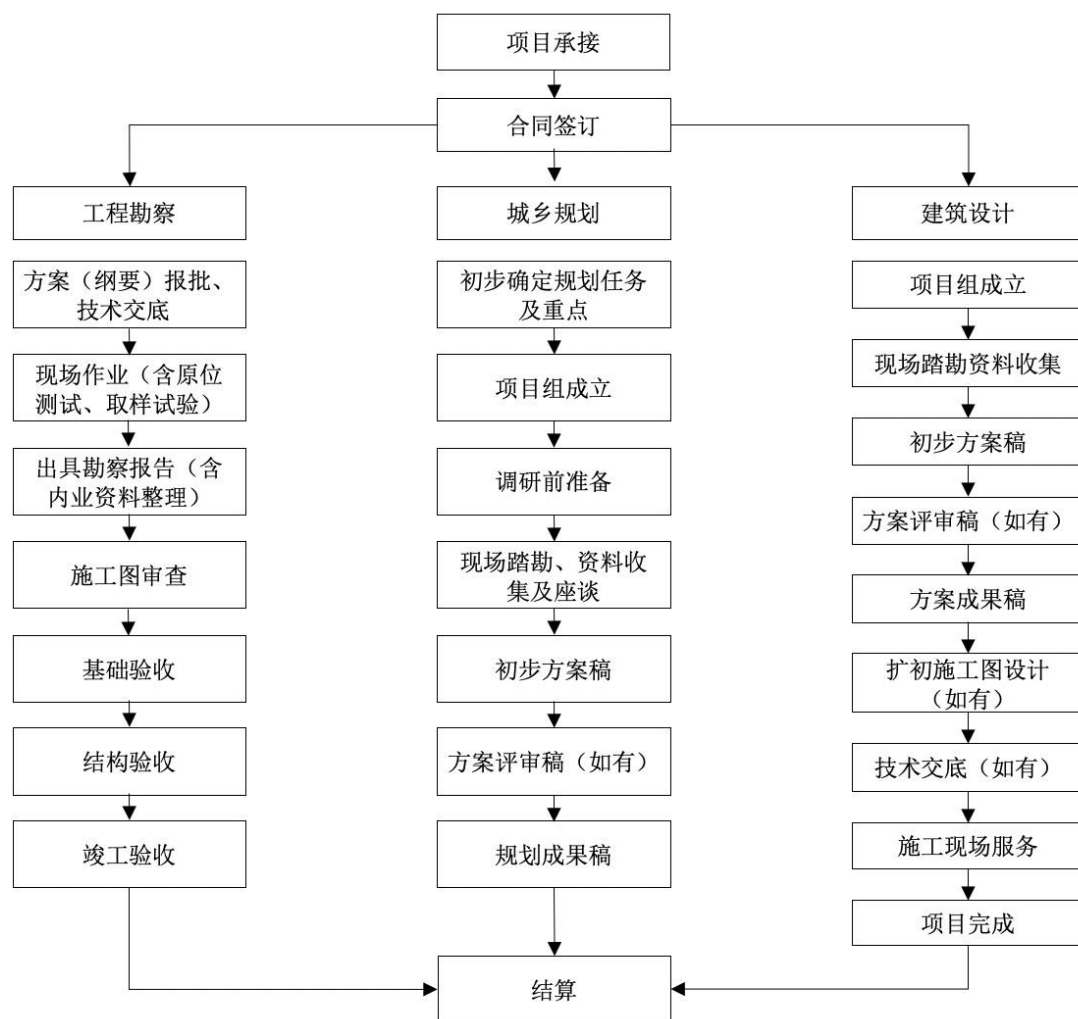 项目承接
合同签订
工程勘察
城乡规划
建筑设计
方案（纲要）报批、
技术交底
现场作业（含原位
测试、取样试验）
出具勘察报告（含
内业资料整理）
施工图审查
基础验收
结构验收
竣工验收
初步确定规划任务
及重点
项目组成立
调研前准备
现场踏勘、资料收
集及座谈
初步方案稿
方案评审稿（如有）
规划成果稿
项目组成立
现场踏勘资料收集
初步方案稿
方案评审稿（如有）
方案成果稿
扩初施工图设计
（如有）
技术交底（如有）
施工现场服务
项目完成
结算